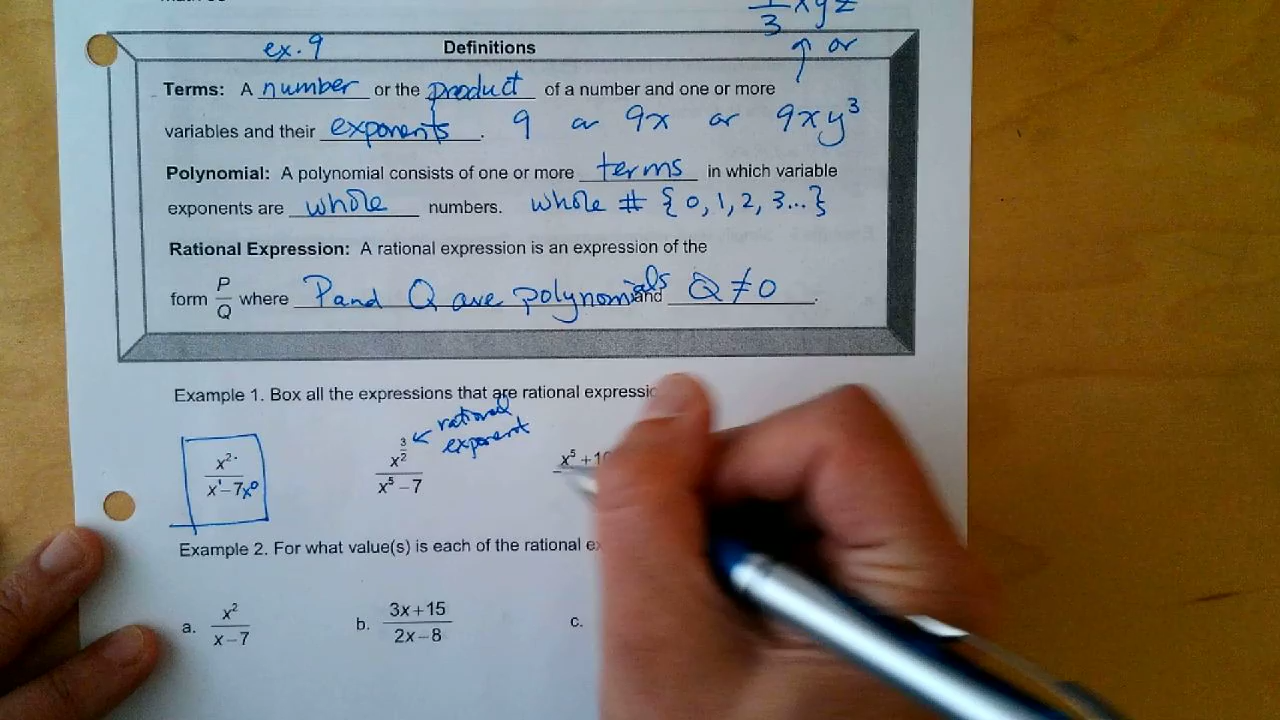 1/3 xyz
ex. 9 Definitions or
Terms: A number or the product of a number and one or more
variables and their exponents. 9 or 9x or 9xy³
Polynomial: A polynomial consists of one or more terms in which variable
exponents are whole numbers. whole # {0, 1, 2, 3...}
Rational Expression: A rational expression is an expression of the
form P/Q where P and Q are polynomials and Q ≠ 0.
Example 1. Box all the expressions that are rational
← rational
exponent
x²/(x¹ – 7x⁰) x^(3/2)/(x⁵ – 7) x⁵ + 1
Example 2. For what value(s) is each of the rational
a. x²/(x – 7) b. (3x + 15)/(2x – 8) c.